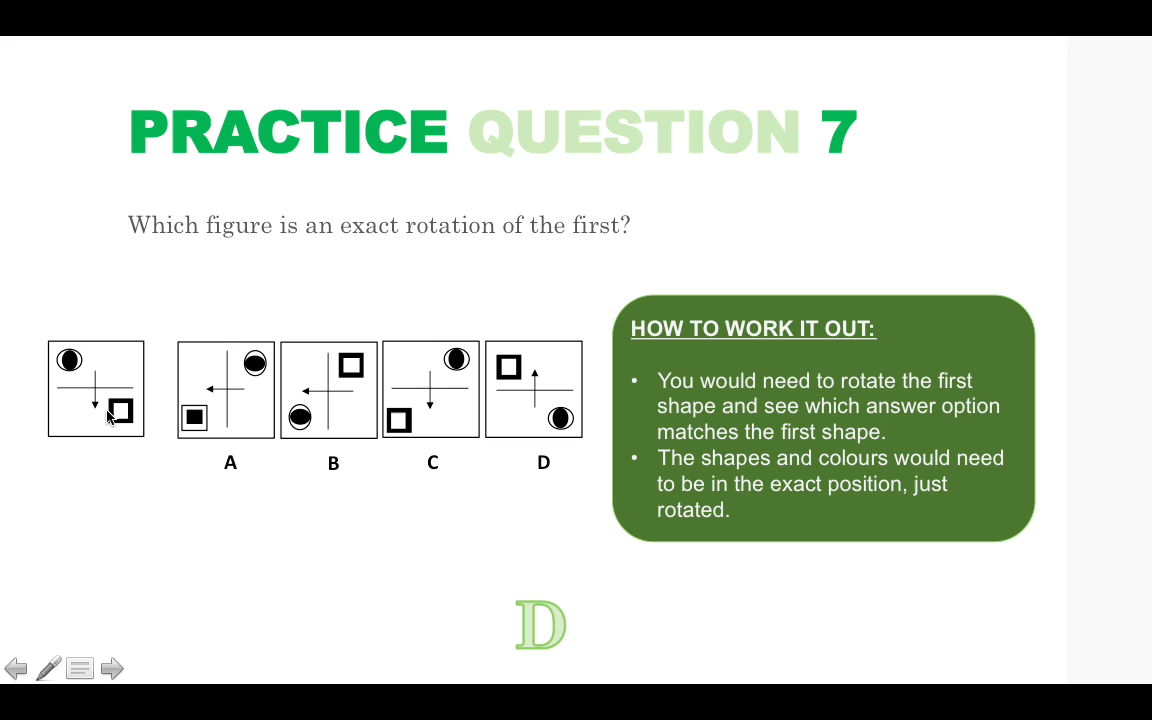 PRACTICE QUESTION 7
Which figure is an exact rotation of the first?
HOW TO WORK IT OUT:
• You would need to rotate the first
shape and see which answer option
matches the first shape.
• The shapes and colours would need
to be in the exact position, just
rotated.
A B C D
D